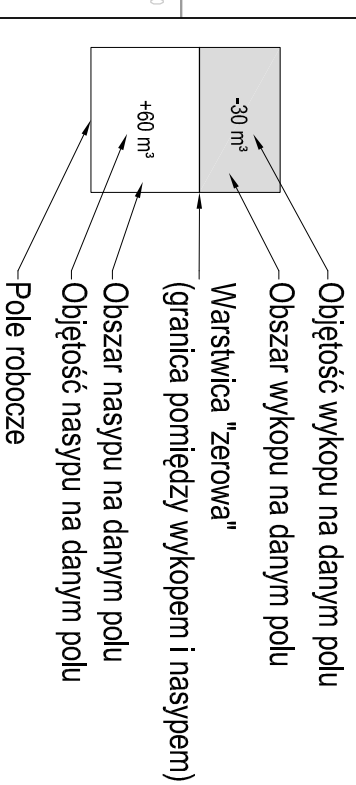 -30 m³
+60 m³
Objętość wykopu na danym polu
Obszar wykopu na danym polu
Warstwica "zerowa"
(granica pomiędzy wykopem i nasypem)
Obszar nasypu na danym polu
Objętość nasypu na danym polu
Pole robocze